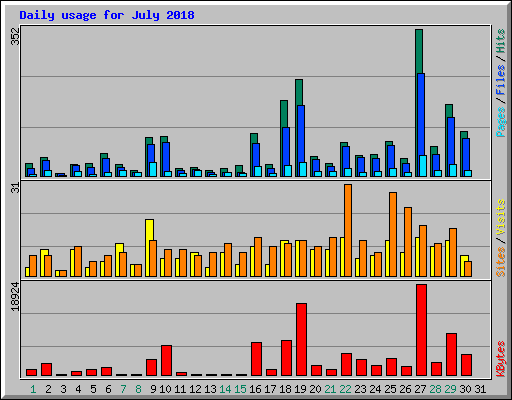 Daily usage for July 2018
352
31
18924
Pages / Files / Hits
Sites / Visits
KBytes
1 2 3 4 5 6 7 8 9 10 11 12 13 14 15 16 17 18 19 20 21 22 23 24 25 26 27 28 29 30 31